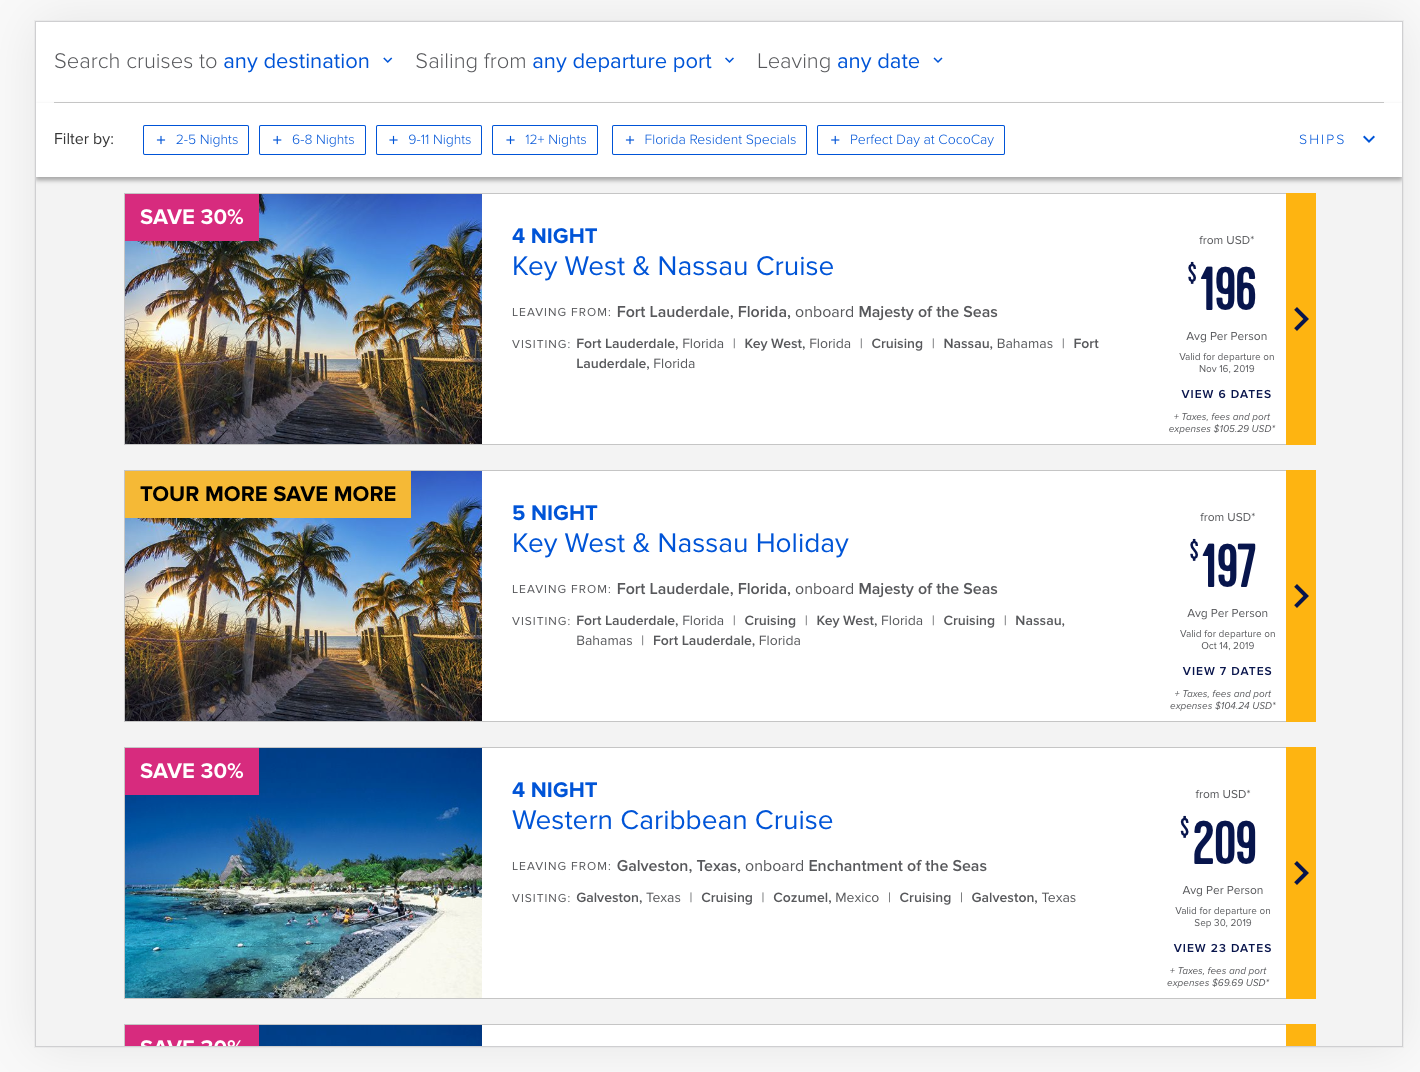 Search cruises to any destination Sailing from any departure port Leaving any date
Filter by: + 2-5 Nights + 6-8 Nights + 9-11 Nights + 12+ Nights + Florida Resident Specials + Perfect Day at CocoCay SHIPS
SAVE 30%
4 NIGHT
Key West & Nassau Cruise
LEAVING FROM: Fort Lauderdale, Florida, onboard Majesty of the Seas
VISITING: Fort Lauderdale, Florida | Key West, Florida | Cruising | Nassau, Bahamas | Fort
Lauderdale, Florida
from USD*
$196
Avg Per Person
Valid for departure on
Nov 16, 2019
VIEW 6 DATES
+ Taxes, fees and port
expenses $105.29 USD*
TOUR MORE SAVE MORE
5 NIGHT
Key West & Nassau Holiday
LEAVING FROM: Fort Lauderdale, Florida, onboard Majesty of the Seas
VISITING: Fort Lauderdale, Florida | Cruising | Key West, Florida | Cruising | Nassau,
Bahamas | Fort Lauderdale, Florida
from USD*
$197
Avg Per Person
Valid for departure on
Oct 14, 2019
VIEW 7 DATES
+ Taxes, fees and port
expenses $104.24 USD*
SAVE 30%
4 NIGHT
Western Caribbean Cruise
LEAVING FROM: Galveston, Texas, onboard Enchantment of the Seas
VISITING: Galveston, Texas | Cruising | Cozumel, Mexico | Cruising | Galveston, Texas
from USD*
$209
Avg Per Person
Valid for departure on
Sep 30, 2019
VIEW 23 DATES
+ Taxes, fees and port
expenses $69.69 USD*
SAVE 30%